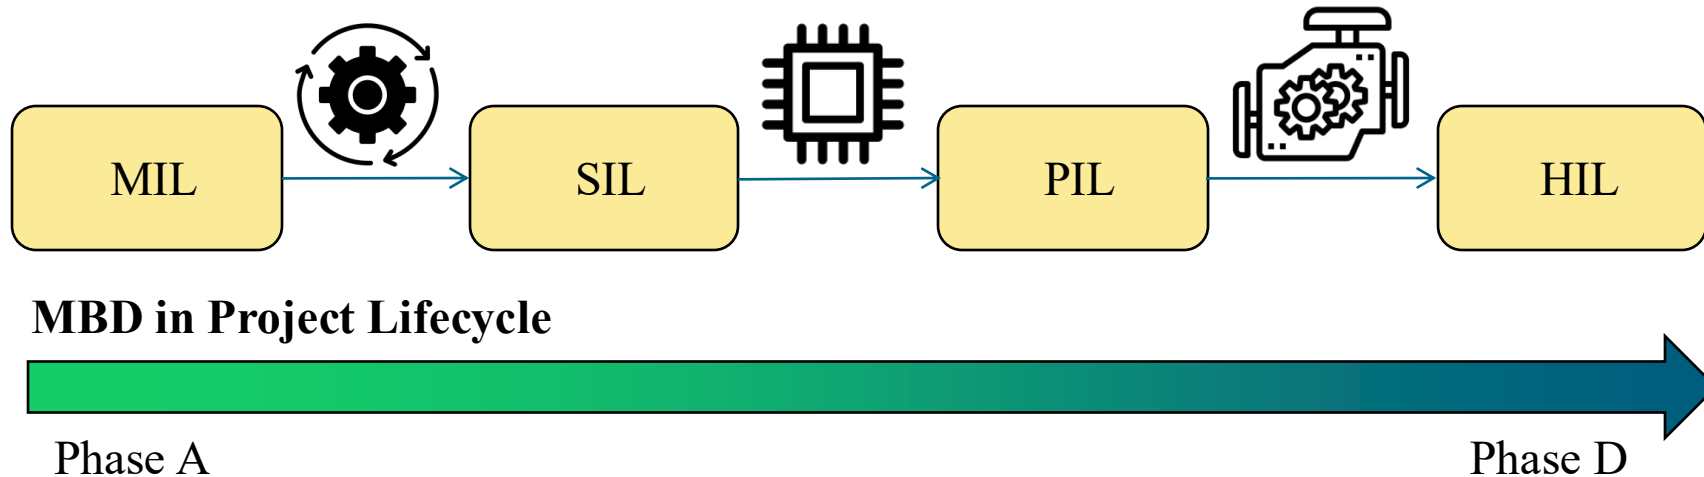 MIL
SIL
PIL
HIL
MBD in Project Lifecycle
Phase A
Phase D